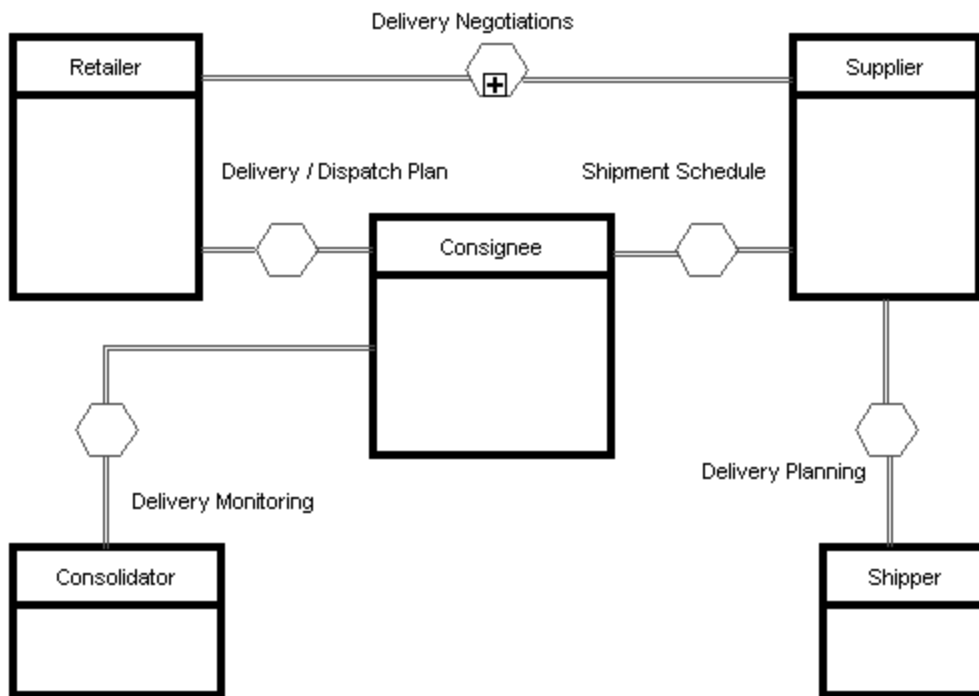 Delivery Negotiations
Retailer
Supplier
Delivery / Dispatch Plan
Shipment Schedule
Consignee
Delivery Planning
Delivery Monitoring
Consolidator
Shipper